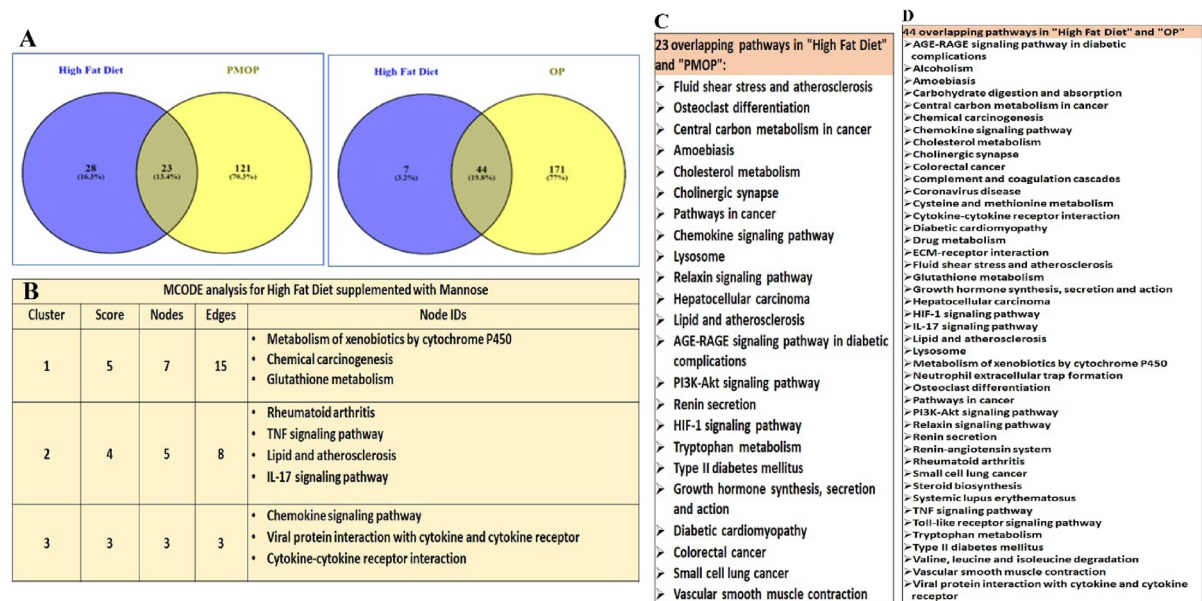 A
High Fat Diet
PMOP
28
(16.3%)
23
(13.4%)
121
(70.3%)
High Fat Diet
OP
7
(3.2%)
44
(19.8%)
171
(77%)
B
MCODE analysis for High Fat Diet supplemented with Mannose
Cluster Score Nodes Edges Node IDs
1 5 7 15
• Metabolism of xenobiotics by cytochrome P450
• Chemical carcinogenesis
• Glutathione metabolism
2 4 5 8
• Rheumatoid arthritis
• TNF signaling pathway
• Lipid and atherosclerosis
• IL-17 signaling pathway
3 3 3 3
• Chemokine signaling pathway
• Viral protein interaction with cytokine and cytokine receptor
• Cytokine-cytokine receptor interaction
C
23 overlapping pathways in "High Fat Diet"
and "PMOP":
➢ Fluid shear stress and atherosclerosis
➢ Osteoclast differentiation
➢ Central carbon metabolism in cancer
➢ Amoebiasis
➢ Cholesterol metabolism
➢ Cholinergic synapse
➢ Pathways in cancer
➢ Chemokine signaling pathway
➢ Lysosome
➢ Relaxin signaling pathway
➢ Hepatocellular carcinoma
➢ Lipid and atherosclerosis
➢ AGE-RAGE signaling pathway in diabetic
complications
➢ PI3K-Akt signaling pathway
➢ Renin secretion
➢ HIF-1 signaling pathway
➢ Tryptophan metabolism
➢ Type II diabetes mellitus
➢ Growth hormone synthesis, secretion
and action
➢ Diabetic cardiomyopathy
➢ Colorectal cancer
➢ Small cell lung cancer
➢ Vascular smooth muscle contraction
D
44 overlapping pathways in "High Fat Diet" and "OP"
➢AGE-RAGE signaling pathway in diabetic
complications
➢Alcoholism
➢Amoebiasis
➢Carbohydrate digestion and absorption
➢Central carbon metabolism in cancer
➢Chemical carcinogenesis
➢Chemokine signaling pathway
➢Cholesterol metabolism
➢Cholinergic synapse
➢Colorectal cancer
➢Complement and coagulation cascades
➢Coronavirus disease
➢Cysteine and methionine metabolism
➢Cytokine-cytokine receptor interaction
➢Diabetic cardiomyopathy
➢Drug metabolism
➢ECM-receptor interaction
➢Fluid shear stress and atherosclerosis
➢Glutathione metabolism
➢Growth hormone synthesis, secretion and action
➢Hepatocellular carcinoma
➢HIF-1 signaling pathway
➢IL-17 signaling pathway
➢Lipid and atherosclerosis
➢Lysosome
➢Metabolism of xenobiotics by cytochrome P450
➢Neutrophil extracellular trap formation
➢Osteoclast differentiation
➢Pathways in cancer
➢PI3K-Akt signaling pathway
➢Relaxin signaling pathway
➢Renin secretion
➢Renin-angiotensin system
➢Rheumatoid arthritis
➢Small cell lung cancer
➢Steroid biosynthesis
➢Systemic lupus erythematosus
➢TNF signaling pathway
➢Toll-like receptor signaling pathway
➢Tryptophan metabolism
➢Type II diabetes mellitus
➢Valine, leucine and isoleucine degradation
➢Vascular smooth muscle contraction
➢Viral protein interaction with cytokine and cytokine
receptor